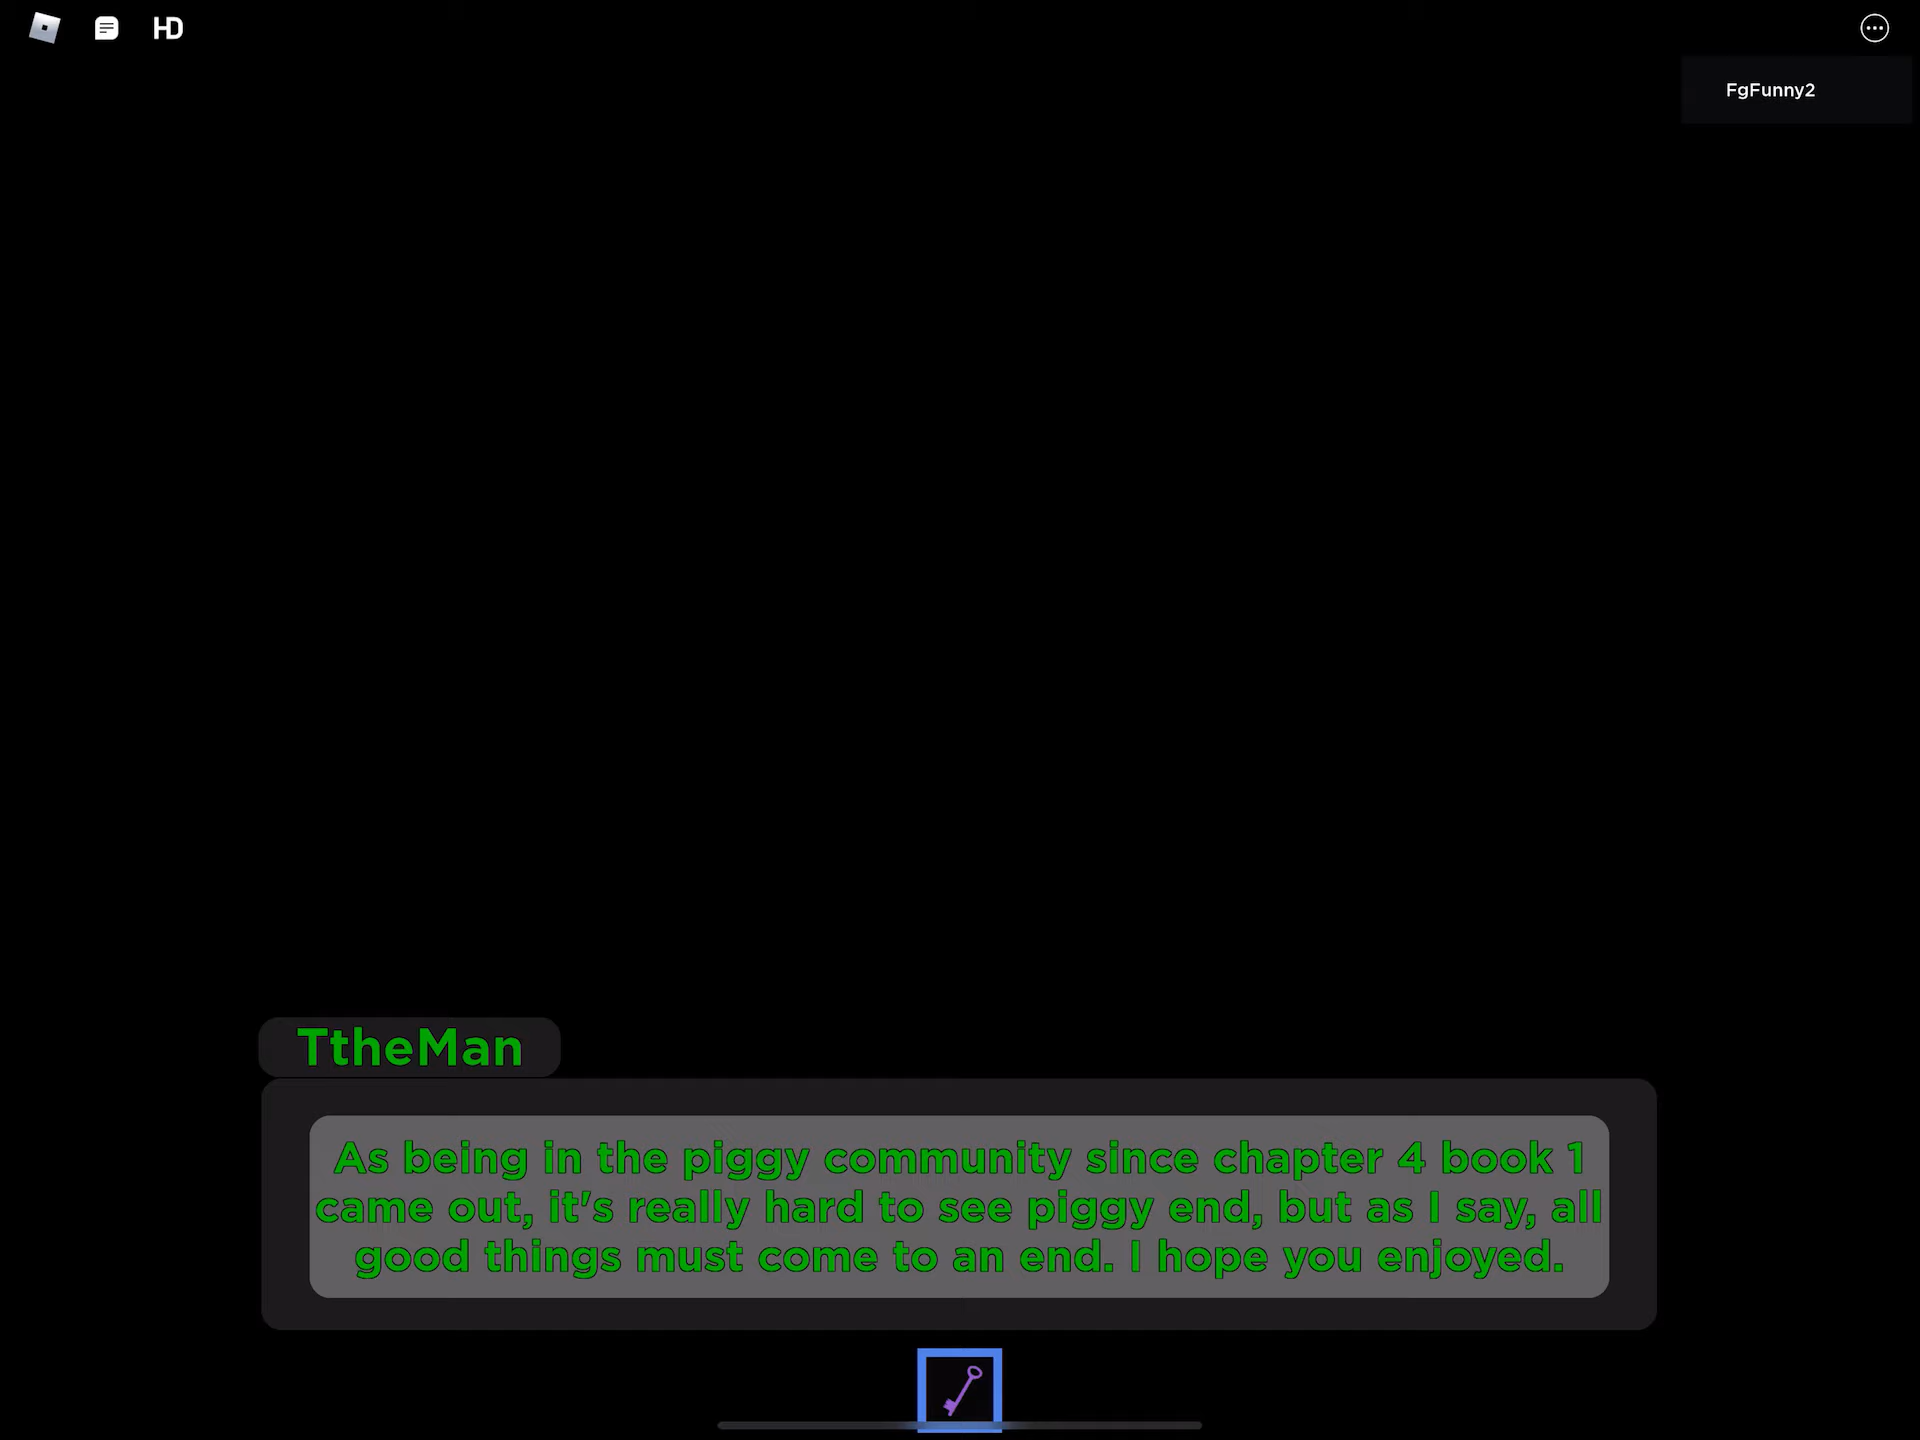 HD
FgFunny2
TtheMan
As being in the piggy community since chapter 4 book 1
came out, it's really hard to see piggy end, but as I say, all
good things must come to an end. I hope you enjoyed.